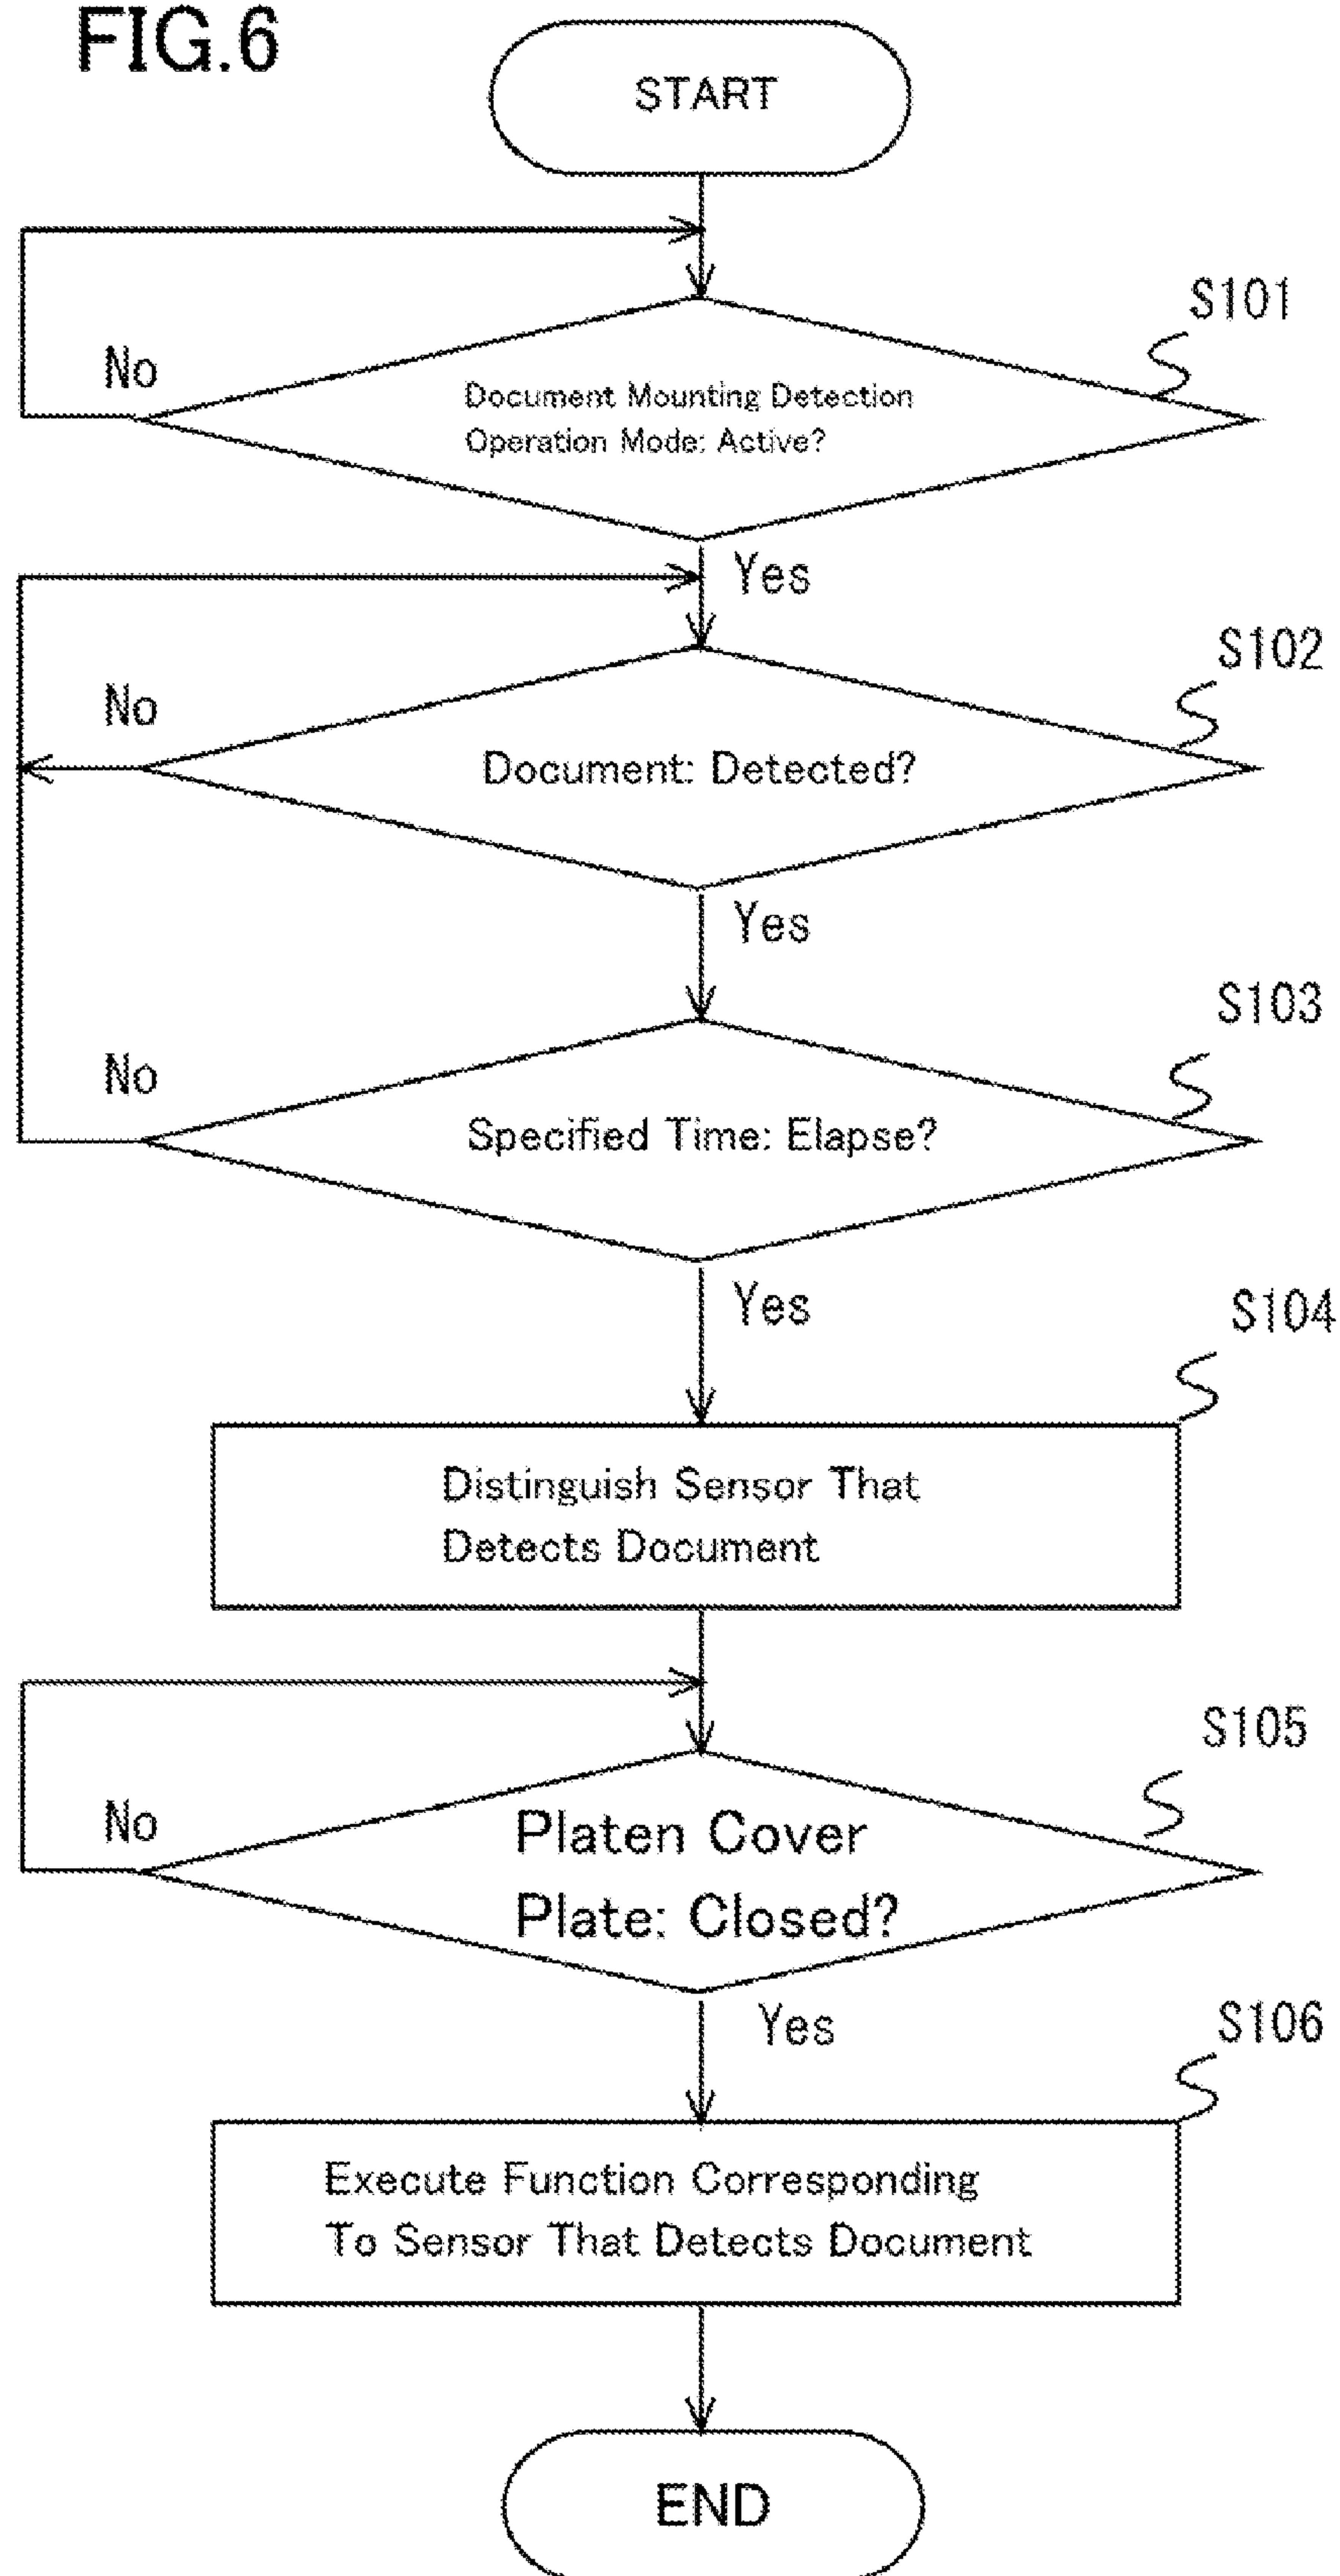 FIG.6
START
S101
No
Document Mounting Detection
Operation Mode: Active?
Yes
S102
No
Document: Detected?
Yes
S103
No
Specified Time: Elapse?
Yes
S104
Distinguish Sensor That
Detects Document
S105
No
Platen Cover
Plate: Closed?
Yes
S106
Execute Function Corresponding
To Sensor That Detects Document
END